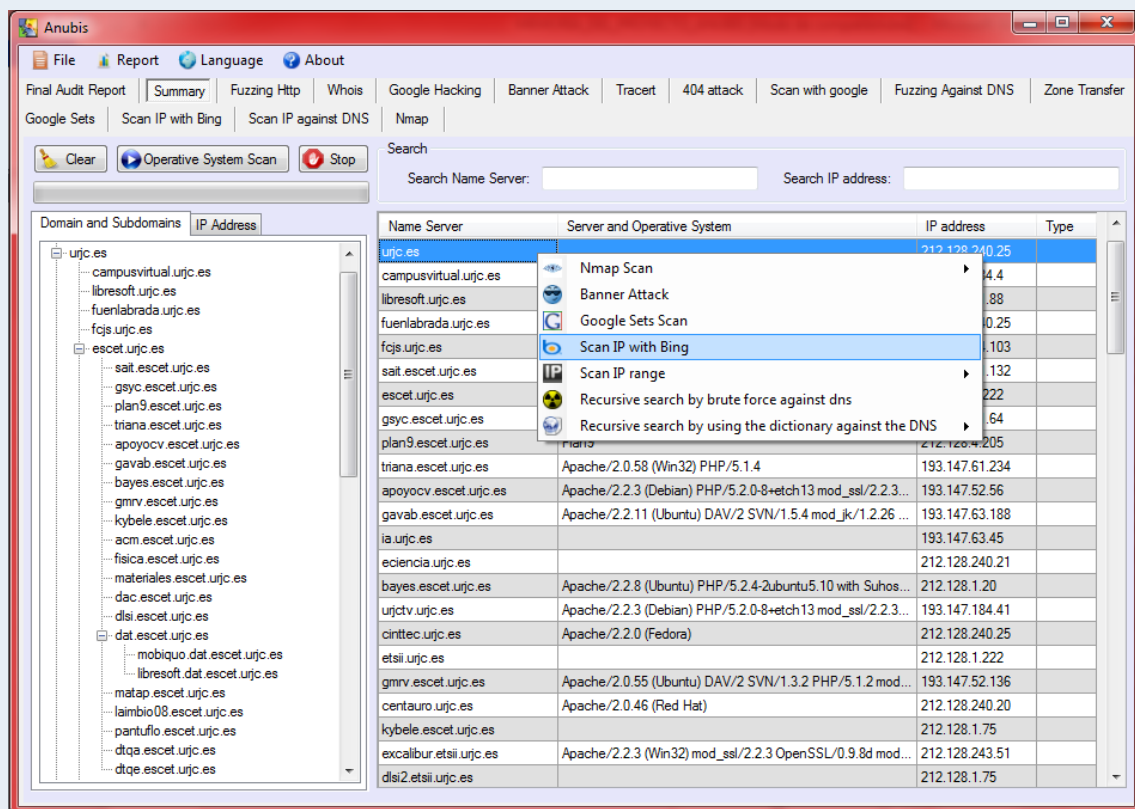 Anubis
File Report Language About
Final Audit Report Summary Fuzzing Http Whois Google Hacking Banner Attack Tracert 404 attack Scan with google Fuzzing Against DNS Zone Transfer
Google Sets Scan IP with Bing Scan IP against DNS Nmap
Clear Operative System Scan Stop
Search
Search Name Server: Search IP address:
Domain and Subdomains IP Address
urjc.es
campusvirtual.urjc.es
libresoft.urjc.es
fuenlabrada.urjc.es
fcjs.urjc.es
escet.urjc.es
sait.escet.urjc.es
gsyc.escet.urjc.es
plan9.escet.urjc.es
triana.escet.urjc.es
apoyocv.escet.urjc.es
gavab.escet.urjc.es
bayes.escet.urjc.es
gmrv.escet.urjc.es
kybele.escet.urjc.es
acm.escet.urjc.es
fisica.escet.urjc.es
materiales.escet.urjc.es
dac.escet.urjc.es
dlsi.escet.urjc.es
dat.escet.urjc.es
mobiquo.dat.escet.urjc.es
libresoft.dat.escet.urjc.es
matap.escet.urjc.es
laimbio08.escet.urjc.es
pantuflo.escet.urjc.es
dtqa.escet.urjc.es
dtqe.escet.urjc.es
Name Server Server and Operative System IP address Type
urjc.es 212.128.240.25
campusvirtual.urjc.es 4.4
libresoft.urjc.es .88
fuenlabrada.urjc.es 0.25
fcjs.urjc.es .103
sait.escet.urjc.es .132
escet.urjc.es 222
gsyc.escet.urjc.es .64
plan9.escet.urjc.es Plan9 212.128.4.205
triana.escet.urjc.es Apache/2.0.58 (Win32) PHP/5.1.4 193.147.61.234
apoyocv.escet.urjc.es Apache/2.2.3 (Debian) PHP/5.2.0-8+etch13 mod_ssl/2.2.3... 193.147.52.56
gavab.escet.urjc.es Apache/2.2.11 (Ubuntu) DAV/2 SVN/1.5.4 mod_jk/1.2.26 ... 193.147.63.188
ia.urjc.es 193.147.63.45
eciencia.urjc.es 212.128.240.21
bayes.escet.urjc.es Apache/2.2.8 (Ubuntu) PHP/5.2.4-2ubuntu5.10 with Suhos... 212.128.1.20
urjctv.urjc.es Apache/2.2.3 (Debian) PHP/5.2.0-8+etch13 mod_ssl/2.2.3... 193.147.184.41
cinttec.urjc.es Apache/2.2.0 (Fedora) 212.128.240.25
etsii.urjc.es 212.128.1.222
gmrv.escet.urjc.es Apache/2.0.55 (Ubuntu) DAV/2 SVN/1.3.2 PHP/5.1.2 mod... 193.147.52.136
centauro.urjc.es Apache/2.0.46 (Red Hat) 212.128.240.20
kybele.escet.urjc.es 212.128.1.75
excalibur.etsii.urjc.es Apache/2.2.3 (Win32) mod_ssl/2.2.3 OpenSSL/0.9.8d mod... 212.128.243.51
dlsi2.etsii.urjc.es 212.128.1.75
Nmap Scan
Banner Attack
Google Sets Scan
Scan IP with Bing
IP Scan IP range
Recursive search by brute force against dns
Recursive search by using the dictionary against the DNS